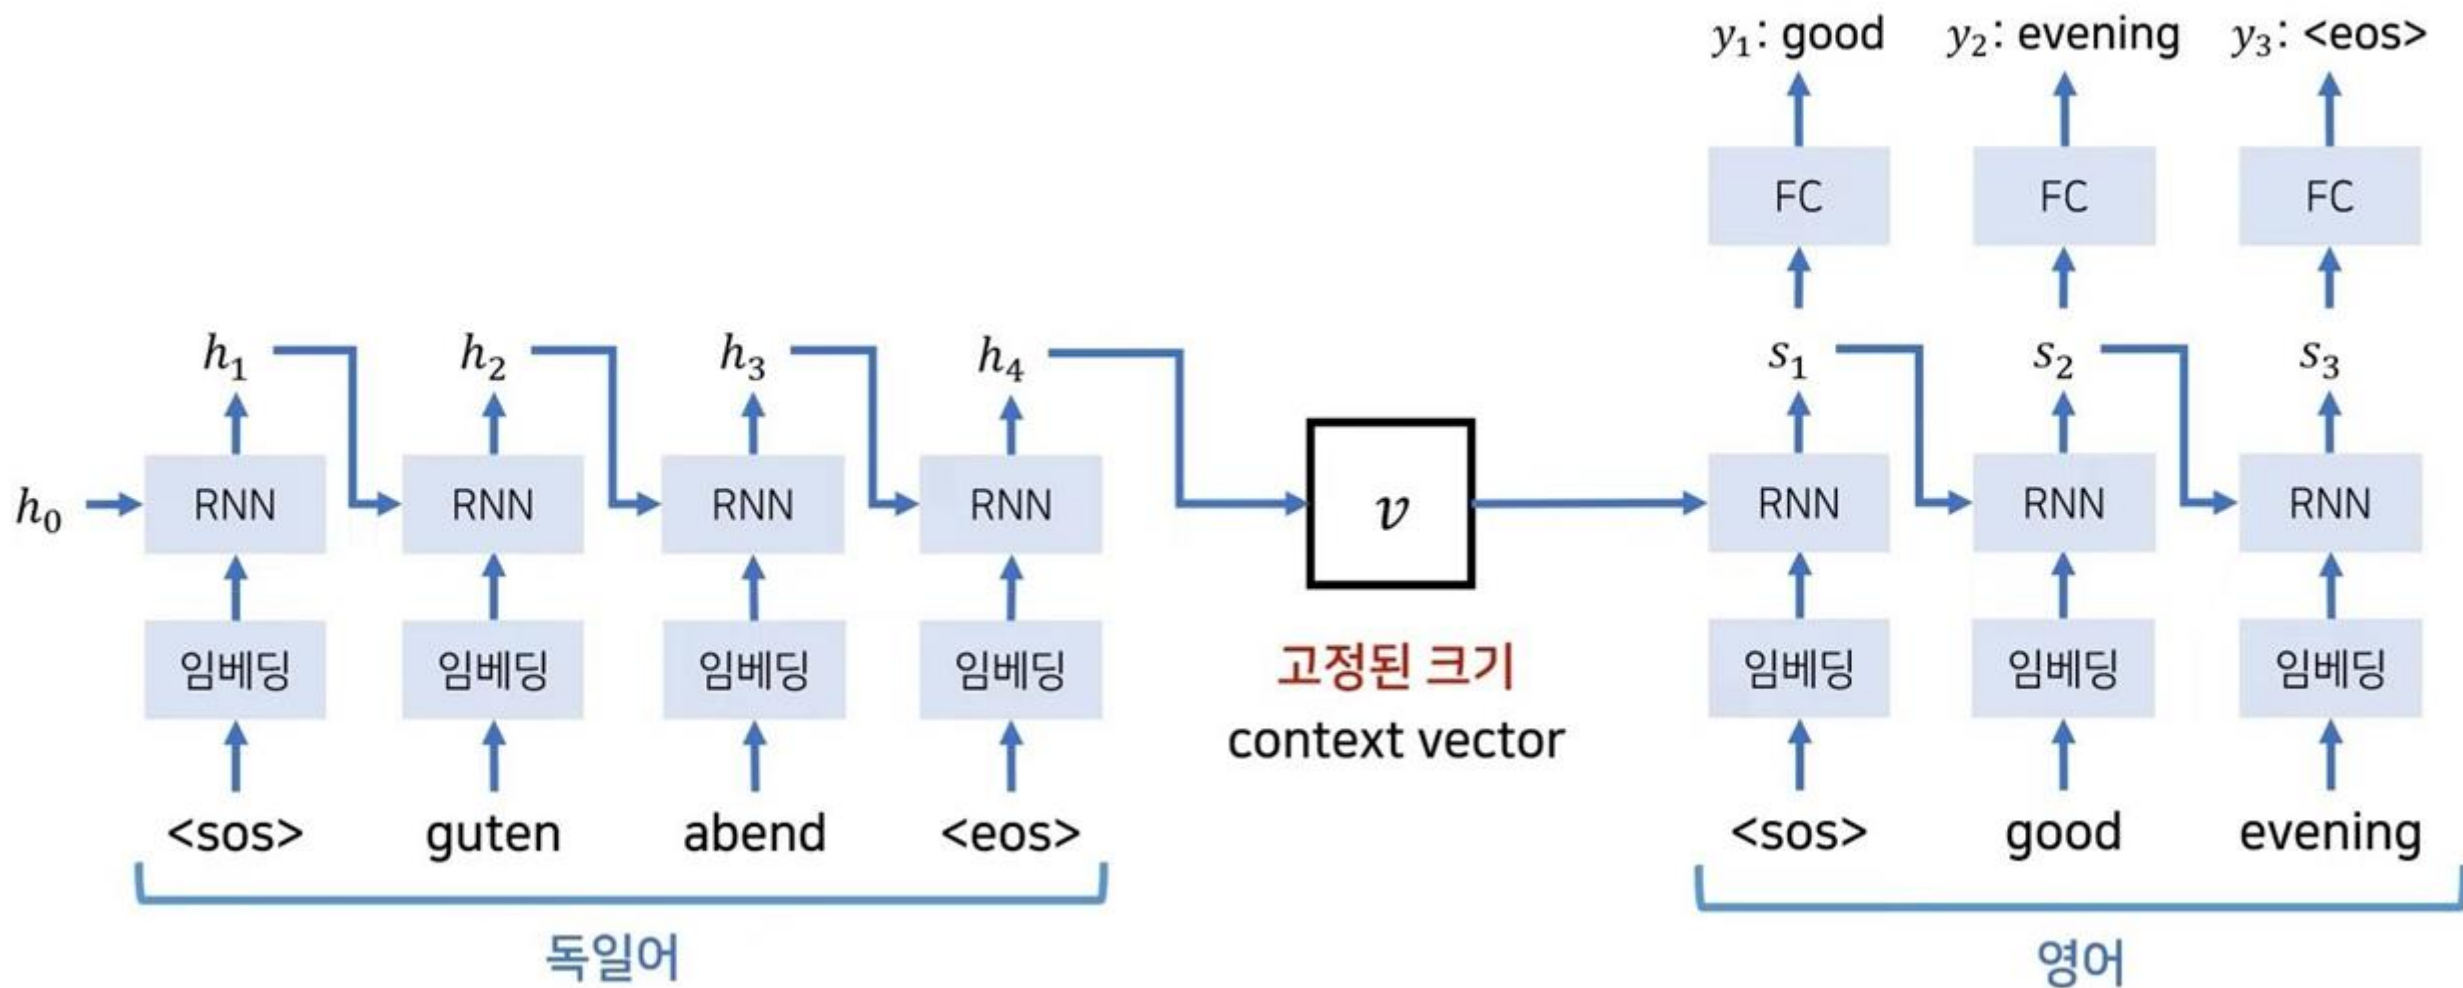 y₁: good y₂: evening y₃: <eos>
FC FC FC
h₁ h₂ h₃ h₄ s₁ s₂ s₃
h₀ RNN RNN RNN RNN v RNN RNN RNN
임베딩 임베딩 임베딩 임베딩 고정된 크기 임베딩 임베딩 임베딩
context vector
<sos> guten abend <eos> <sos> good evening
독일어 영어